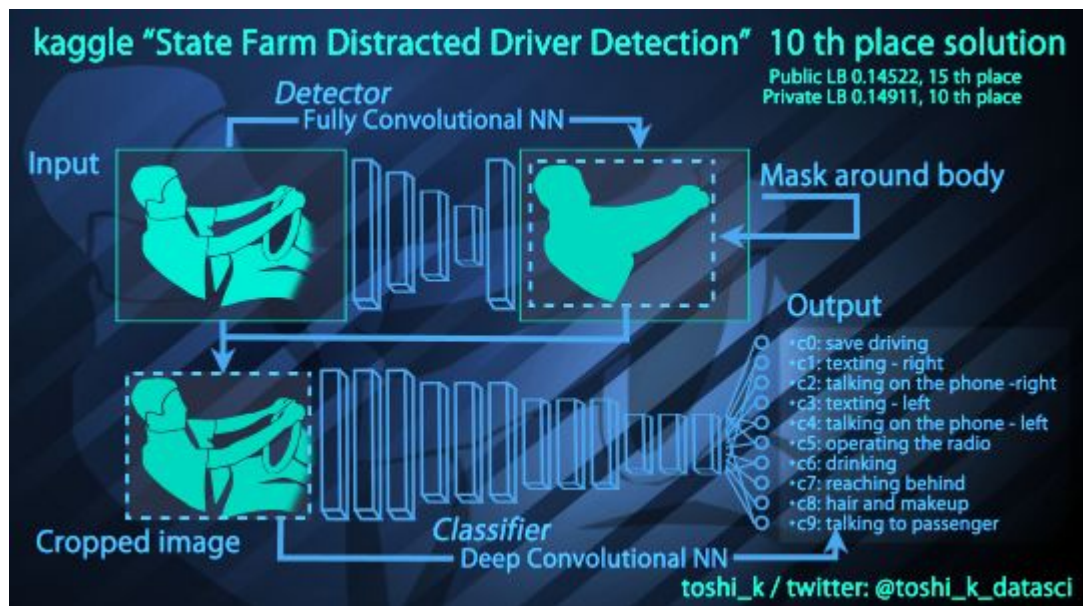 kaggle “State Farm Distracted Driver Detection” 10 th place solution
Public LB 0.14522, 15 th place
Private LB 0.14911, 10 th place
Detector
Fully Convolutional NN
Input
Mask around body
Output
•c0: save driving
•c1: texting - right
•c2: talking on the phone -right
•c3: texting - left
•c4: talking on the phone - left
•c5: operating the radio
•c6: drinking
•c7: reaching behind
•c8: hair and makeup
•c9: talking to passenger
Cropped image
Classifier
Deep Convolutional NN
toshi_k / twitter: @toshi_k_datasci